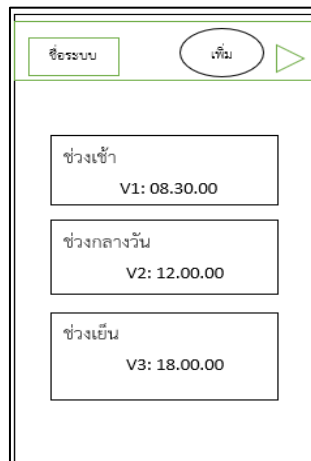 ชื่อระบบ
เพิ่ม
ช่วงเช้า
V1: 08.30.00
ช่วงกลางวัน
V2: 12.00.00
ช่วงเย็น
V3: 18.00.00